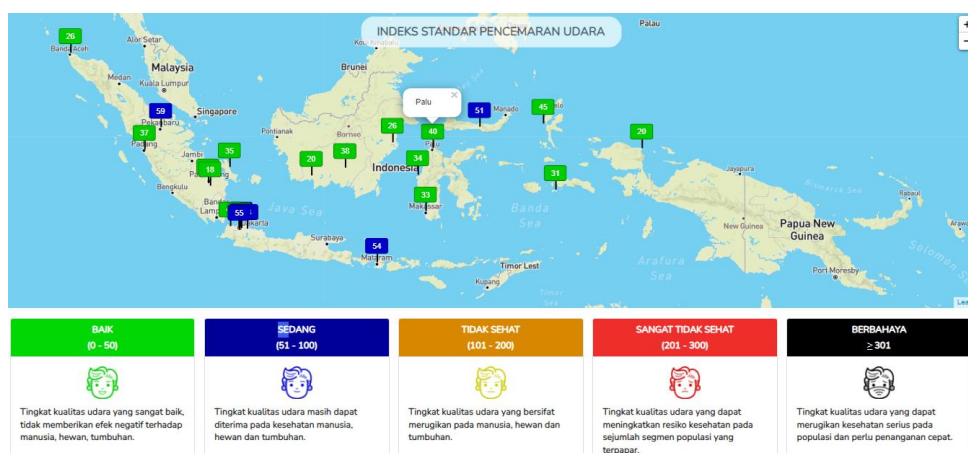 INDEKS STANDAR PENCEMARAN UDARA
Palau
26
Banda Aceh
Alor Setar
Kota Kinabalu
Medan
Malaysia
Kuala Lumpur
Brunei
Palu
59
Singapore
Pekanbaru
51
Manado
45
37
Padang
Pontianak
Borneo
26
40
Palu
20
35
Jambi
18
20
38
34
Indonesia
31
Jayapura
Bengkulu
33
Makassar
Bismarck Sea
Rabaul
Java Sea
55
Banda
Sea
New Guinea
Papua New
Guinea
Surabaya
54
Mataram
Timor Lest
Arafura
Sea
Kupang
Timor
Port Moresby
Solomon
BAIK
(0 - 50)
Tingkat kualitas udara yang sangat baik,
tidak memberikan efek negatif terhadap
manusia, hewan, tumbuhan.
SEDANG
(51 - 100)
Tingkat kualitas udara masih dapat
diterima pada kesehatan manusia,
hewan dan tumbuhan.
TIDAK SEHAT
(101 - 200)
Tingkat kualitas udara yang bersifat
merugikan pada manusia, hewan dan
tumbuhan.
SANGAT TIDAK SEHAT
(201 - 300)
Tingkat kualitas udara yang dapat
meningkatkan resiko kesehatan pada
sejumlah segmen populasi yang
terpapar.
BERBAHAYA
≥ 301
Tingkat kualitas udara yang dapat
merugikan kesehatan serius pada
populasi dan perlu penanganan cepat.